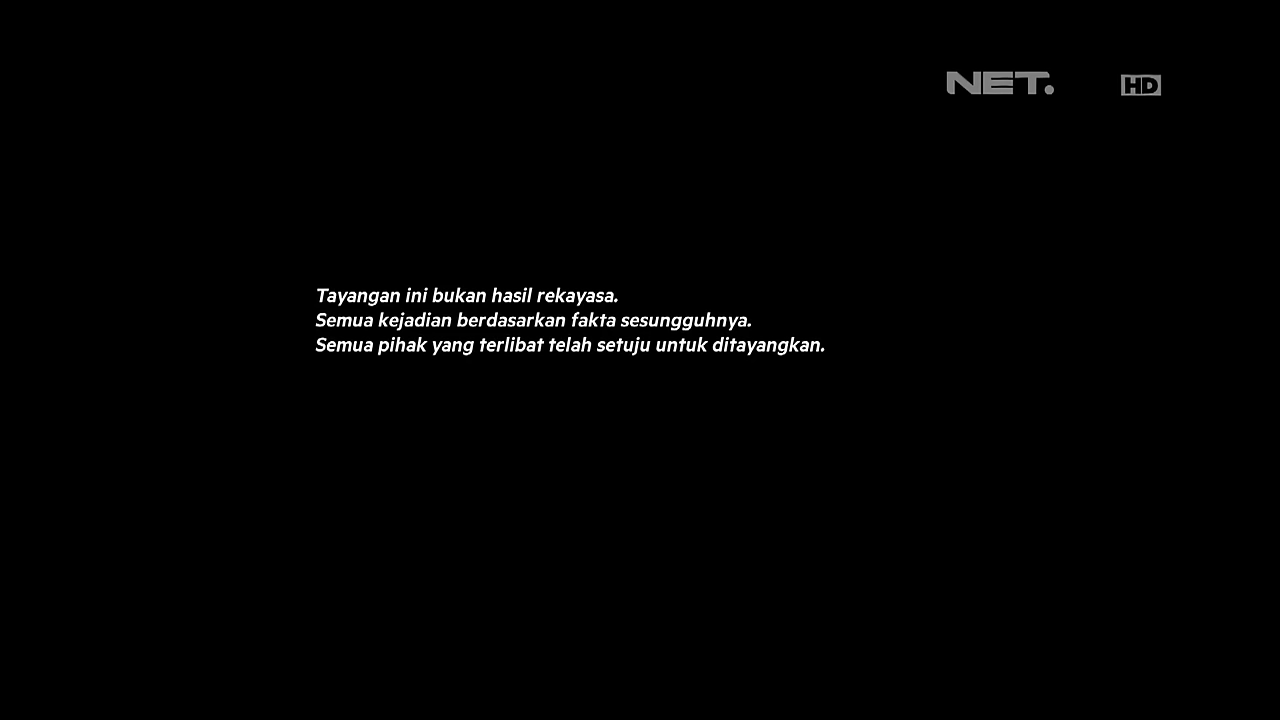 NET. HD
Tayangan ini bukan hasil rekayasa.
Semua kejadian berdasarkan fakta sesungguhnya.
Semua pihak yang terlibat telah setuju untuk ditayangkan.